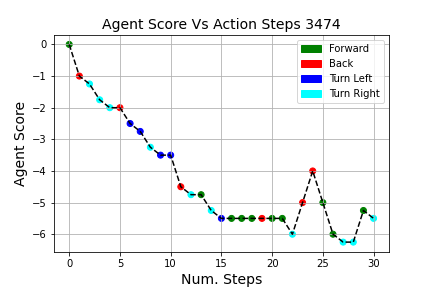 Agent Score Vs Action Steps 3474
Forward
Back
Turn Left
Turn Right
Agent Score
0
−1
−2
−3
−4
−5
−6
0 5 10 15 20 25 30
Num. Steps